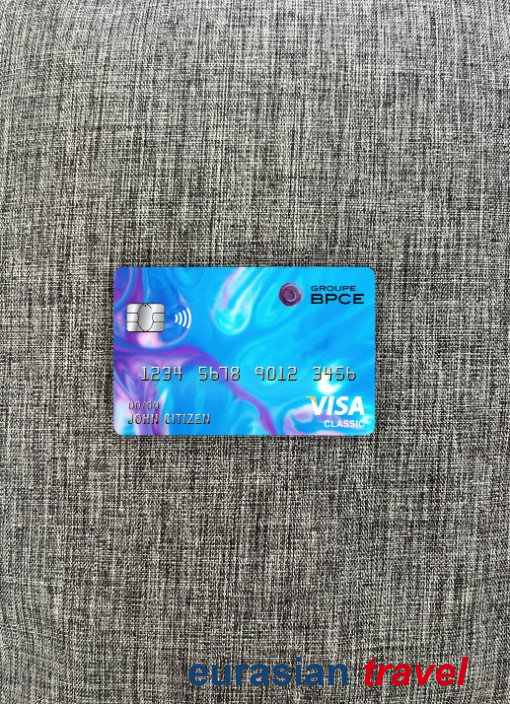 GROUPE
BPCE
1234 5678 9012 3456
00/00
JOHN CITIZEN
VISA
CLASSIC
eurasian travel